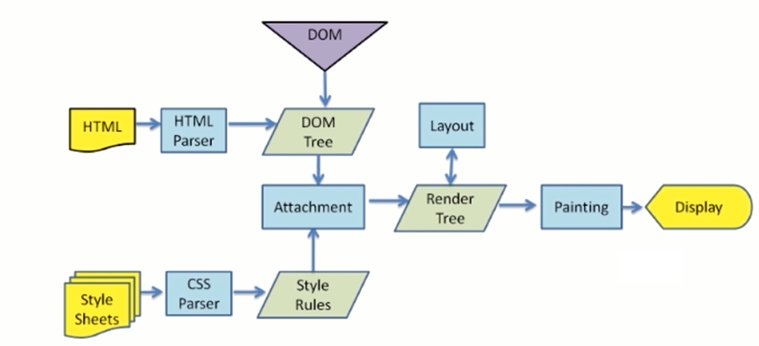 DOM
HTML
HTML
Parser
DOM
Tree
Layout
Attachment
Render
Tree
Painting
Display
Style
Sheets
CSS
Parser
Style
Rules